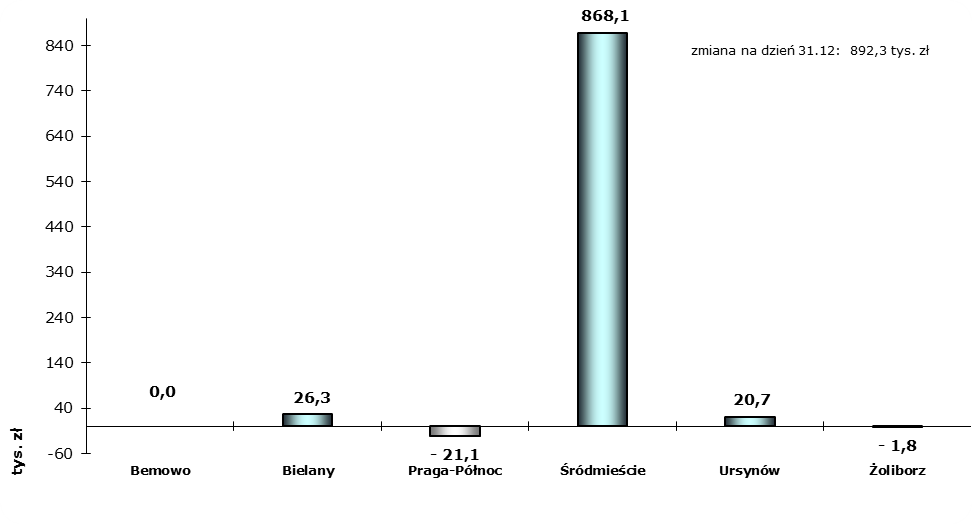 868,1
840
zmiana na dzień 31.12: 892,3 tys. zł
740
640
540
440
340
240
140
0,0
26,3
20,7
40
tys. zł
-60
- 21,1
- 1,8
Bemowo
Bielany
Praga-Północ
Śródmieście
Ursynów
Żoliborz